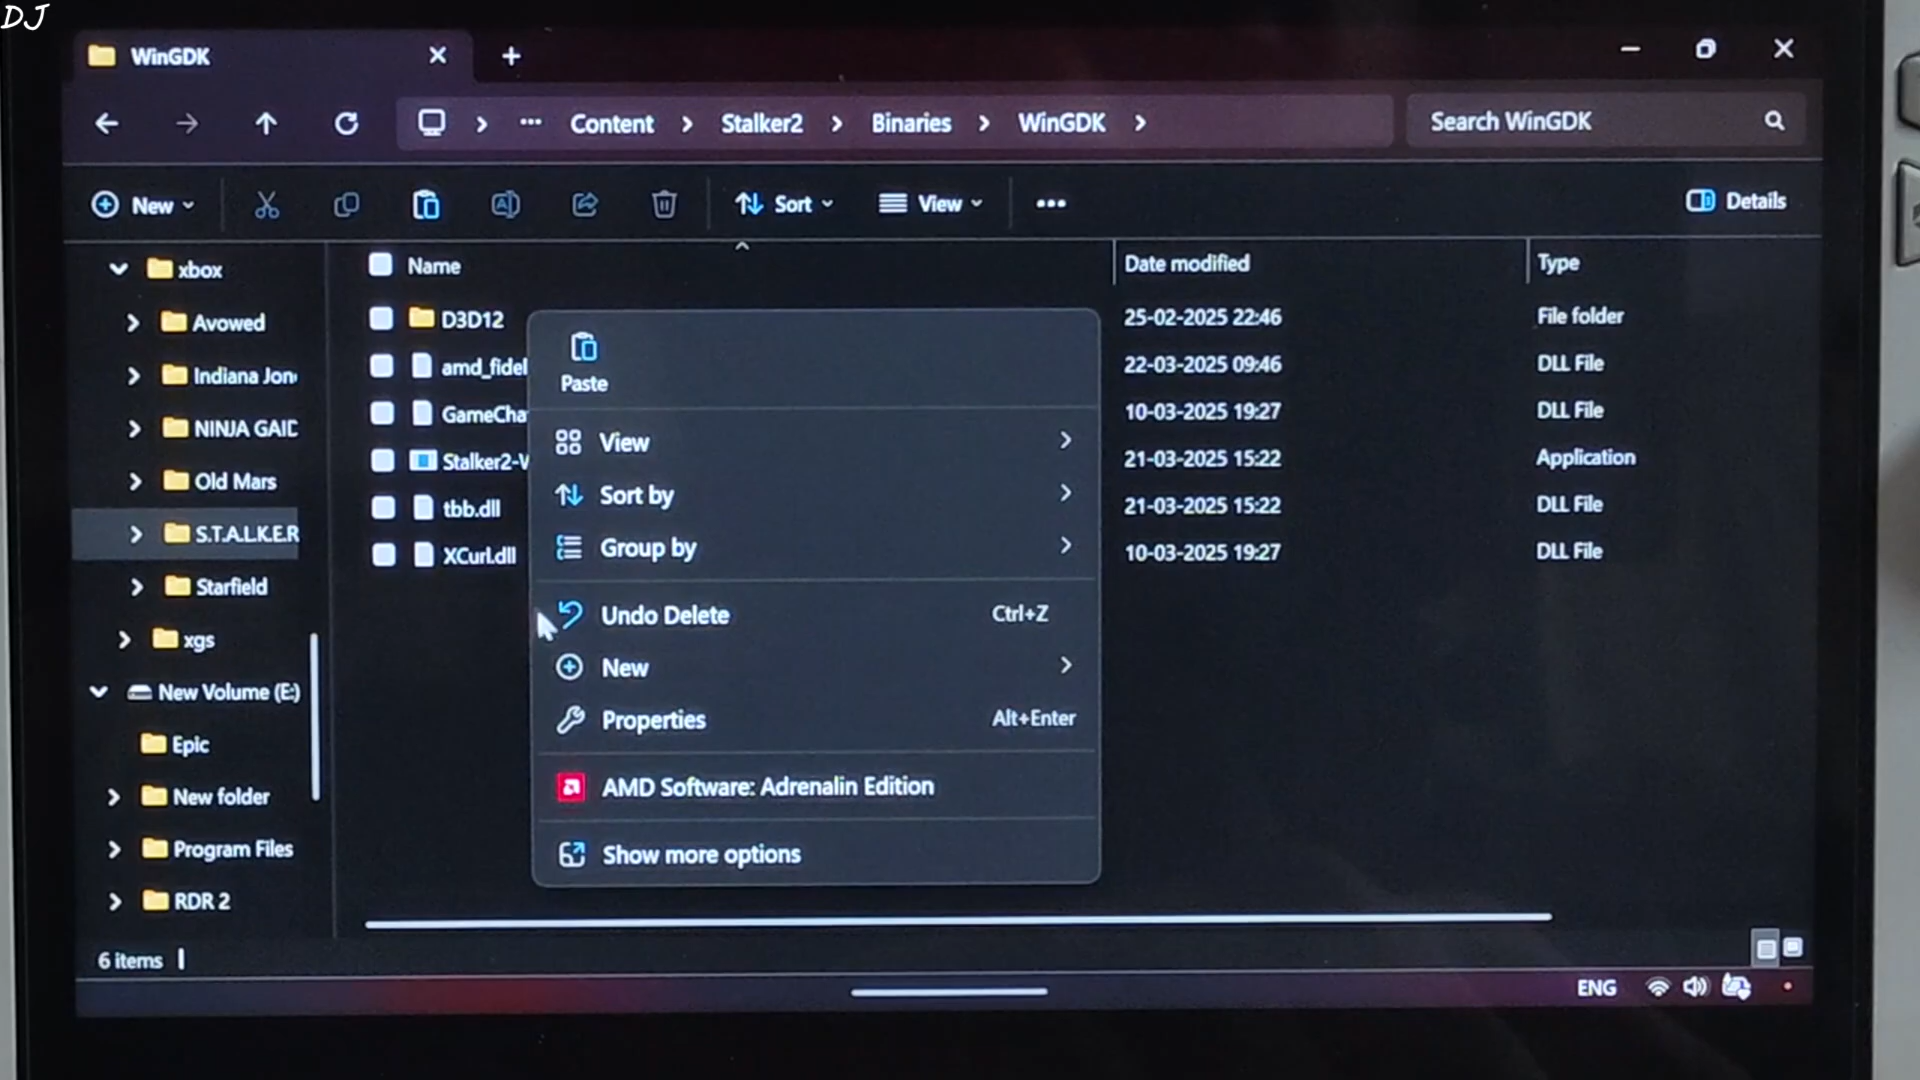 DJ
WinGDK
Content > Stalker2 > Binaries > WinGDK >
Search WinGDK
New
Sort
View
Details
Name
Date modified
Type
xbox
Avowed
Indiana Jon
NINJA GAID
Old Mars
S.T.A.L.K.E.R
Starfield
xgs
New Volume (E:)
Epic
New folder
Program Files
RDR 2
D3D12
25-02-2025 22:46
File folder
amd_fidel
22-03-2025 09:46
DLL File
GameCha
10-03-2025 19:27
DLL File
Stalker2-W
21-03-2025 15:22
Application
tbb.dll
21-03-2025 15:22
DLL File
XCurl.dll
10-03-2025 19:27
DLL File
Paste
View
Sort by
Group by
Undo Delete
Ctrl+Z
New
Properties
Alt+Enter
AMD Software: Adrenalin Edition
Show more options
6 items
ENG